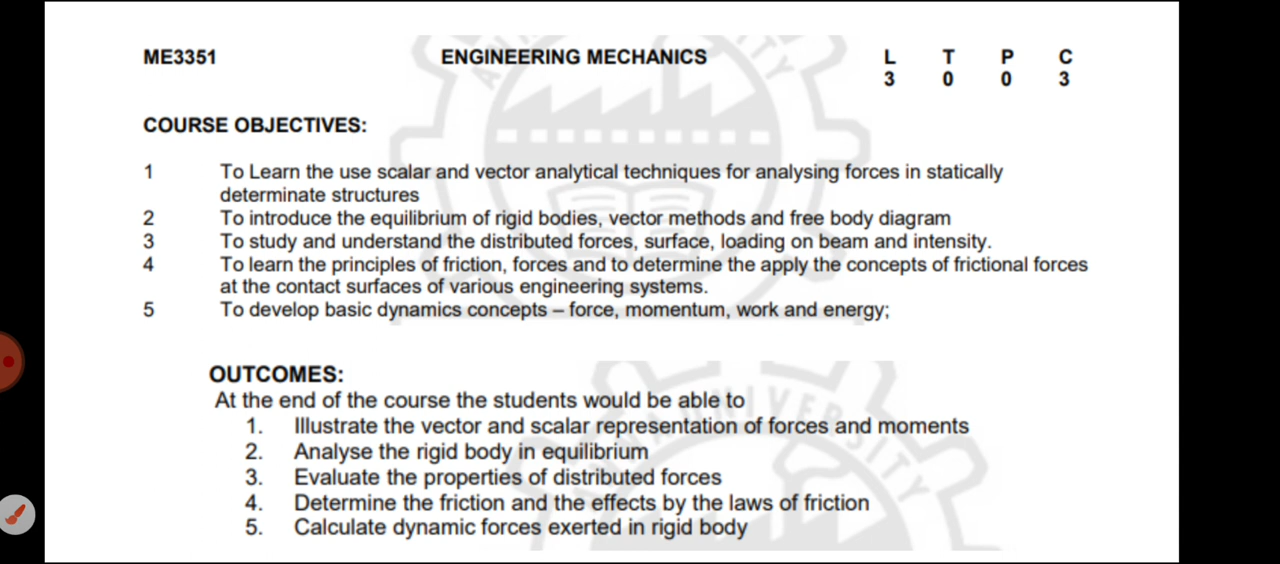 ME3351 ENGINEERING MECHANICS L T P C
3 0 0 3
COURSE OBJECTIVES:
1 To Learn the use scalar and vector analytical techniques for analysing forces in statically
determinate structures
2 To introduce the equilibrium of rigid bodies, vector methods and free body diagram
3 To study and understand the distributed forces, surface, loading on beam and intensity.
4 To learn the principles of friction, forces and to determine the apply the concepts of frictional forces
at the contact surfaces of various engineering systems.
5 To develop basic dynamics concepts – force, momentum, work and energy;
OUTCOMES:
At the end of the course the students would be able to
1. Illustrate the vector and scalar representation of forces and moments
2. Analyse the rigid body in equilibrium
3. Evaluate the properties of distributed forces
4. Determine the friction and the effects by the laws of friction
5. Calculate dynamic forces exerted in rigid body
UNIVERSITY